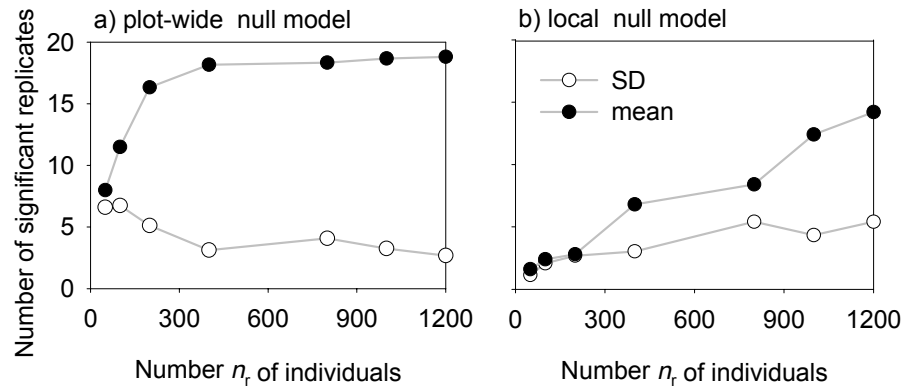 a) plot-wide null model
b) local null model
Number of significant replicates
20
15
10
5
0
SD
mean
0 300 600 900 1200
0 300 600 900 1200
Number nr of individuals
Number nr of individuals